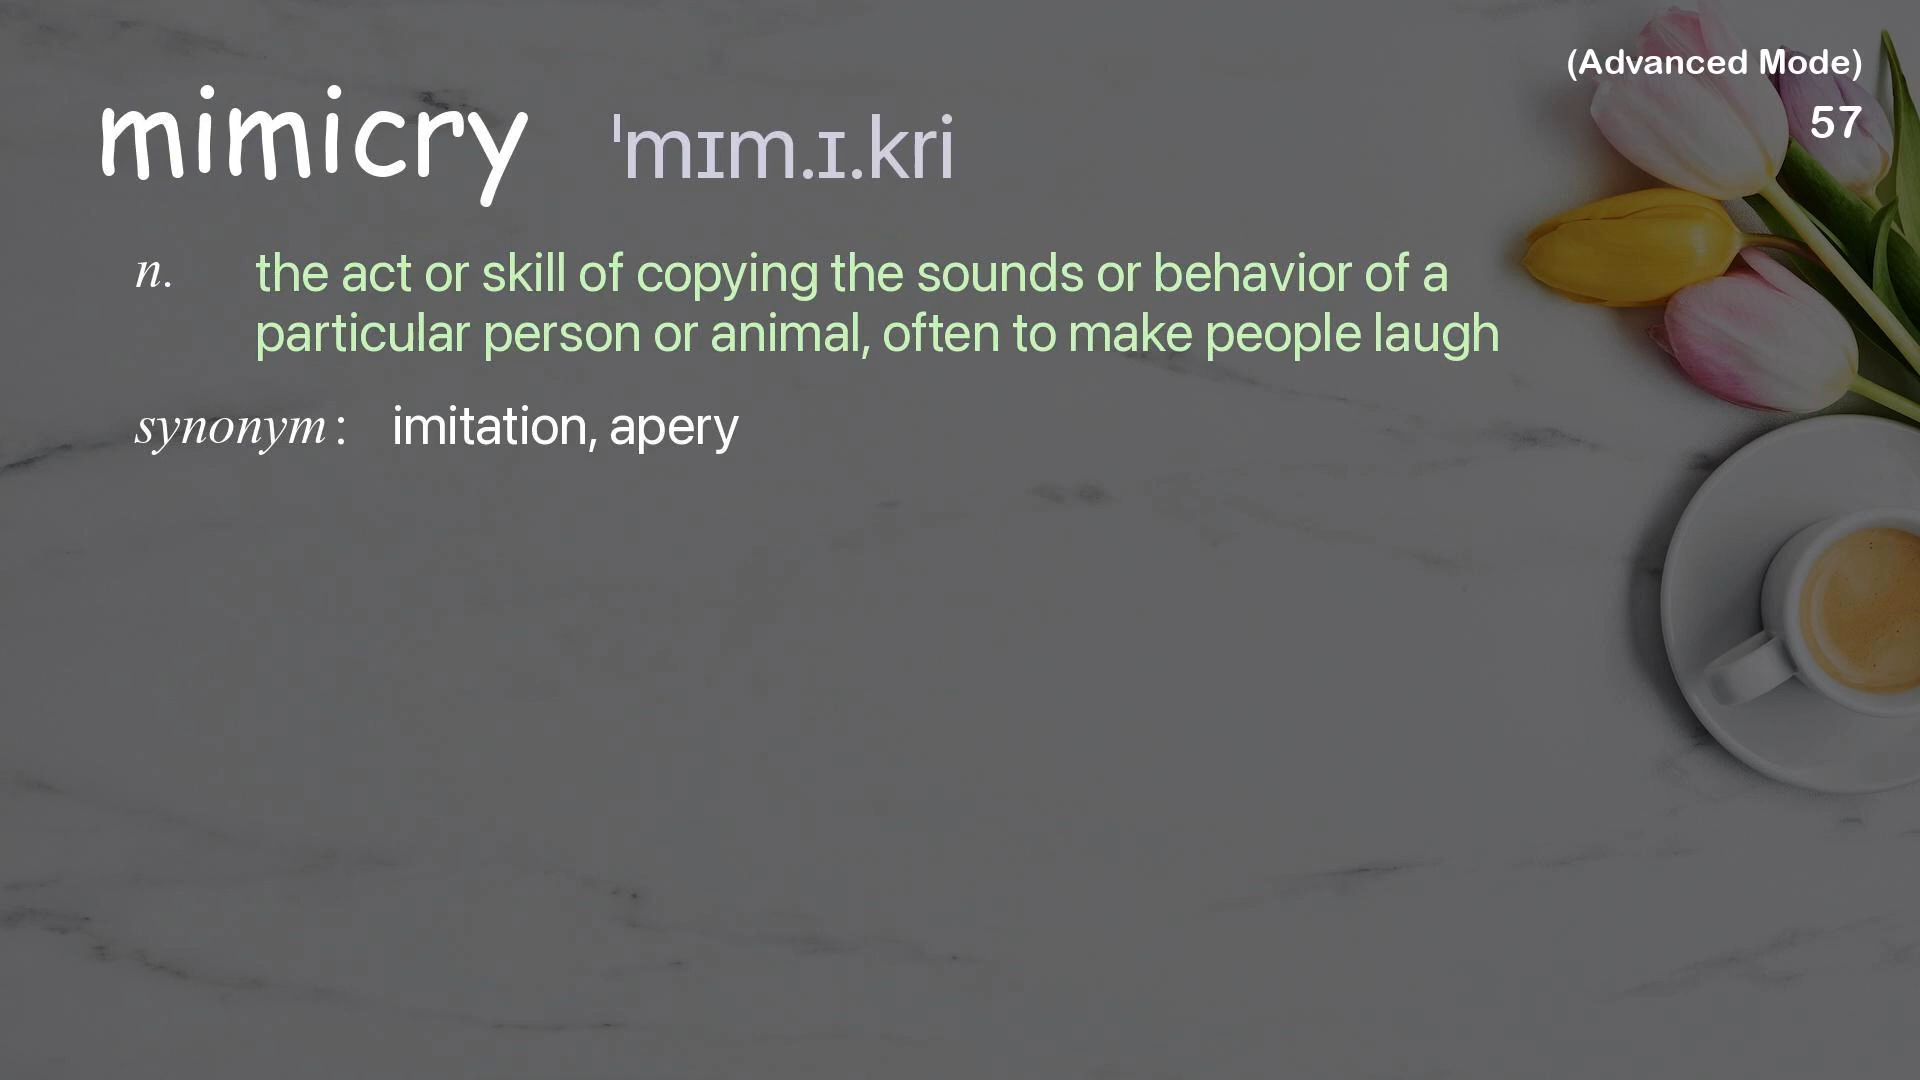 (Advanced Mode)
57
mimicry ˈmɪm.ɪ.kri
n. the act or skill of copying the sounds or behavior of a
particular person or animal, often to make people laugh
synonym: imitation, apery